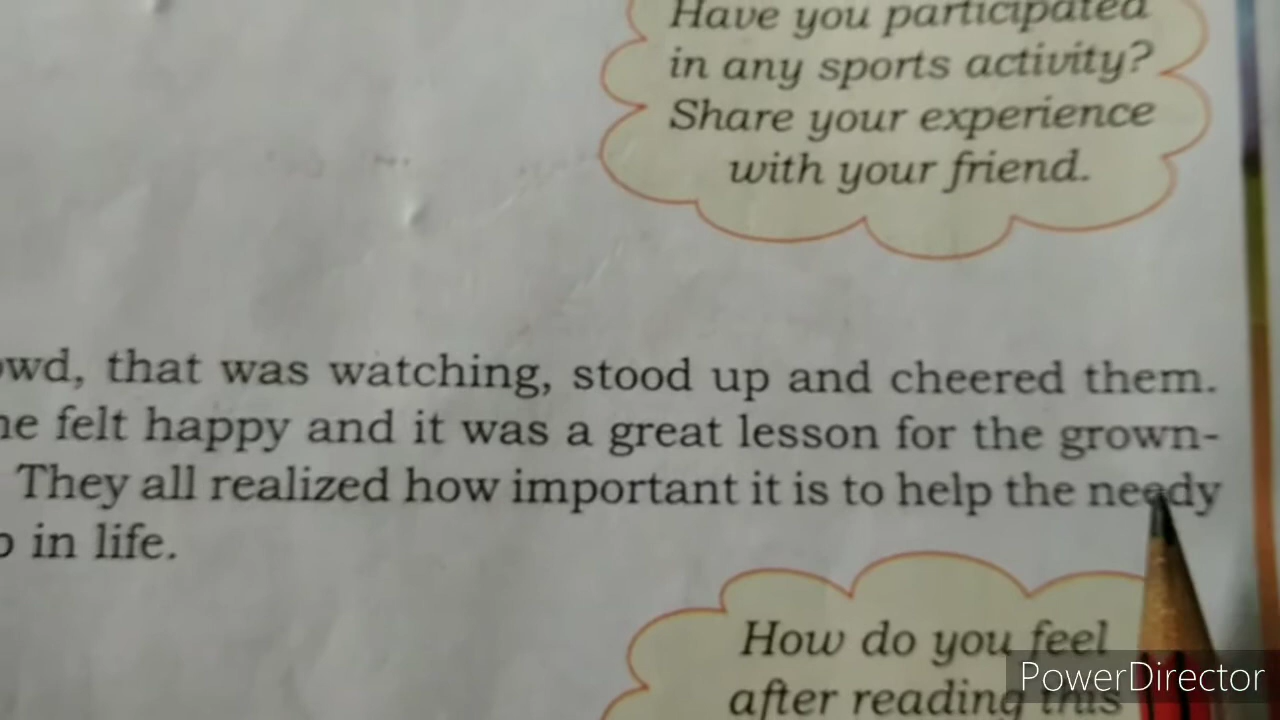 Have you participated
in any sports activity?
Share your experience
with your friend.
that was watching, stood up and cheered them.
felt happy and it was a great lesson for the grown-
They all realized how important it is to help the needy
in life.
How do you feel
after reading this
PowerDirector